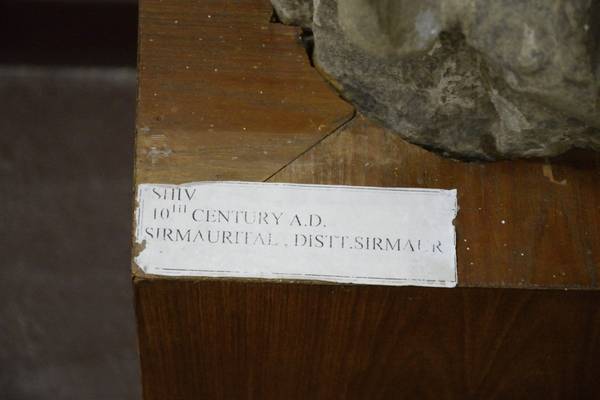 SHIV
10TH CENTURY A.D.
SIRMAURITAL , DISTT.SIRMAUR